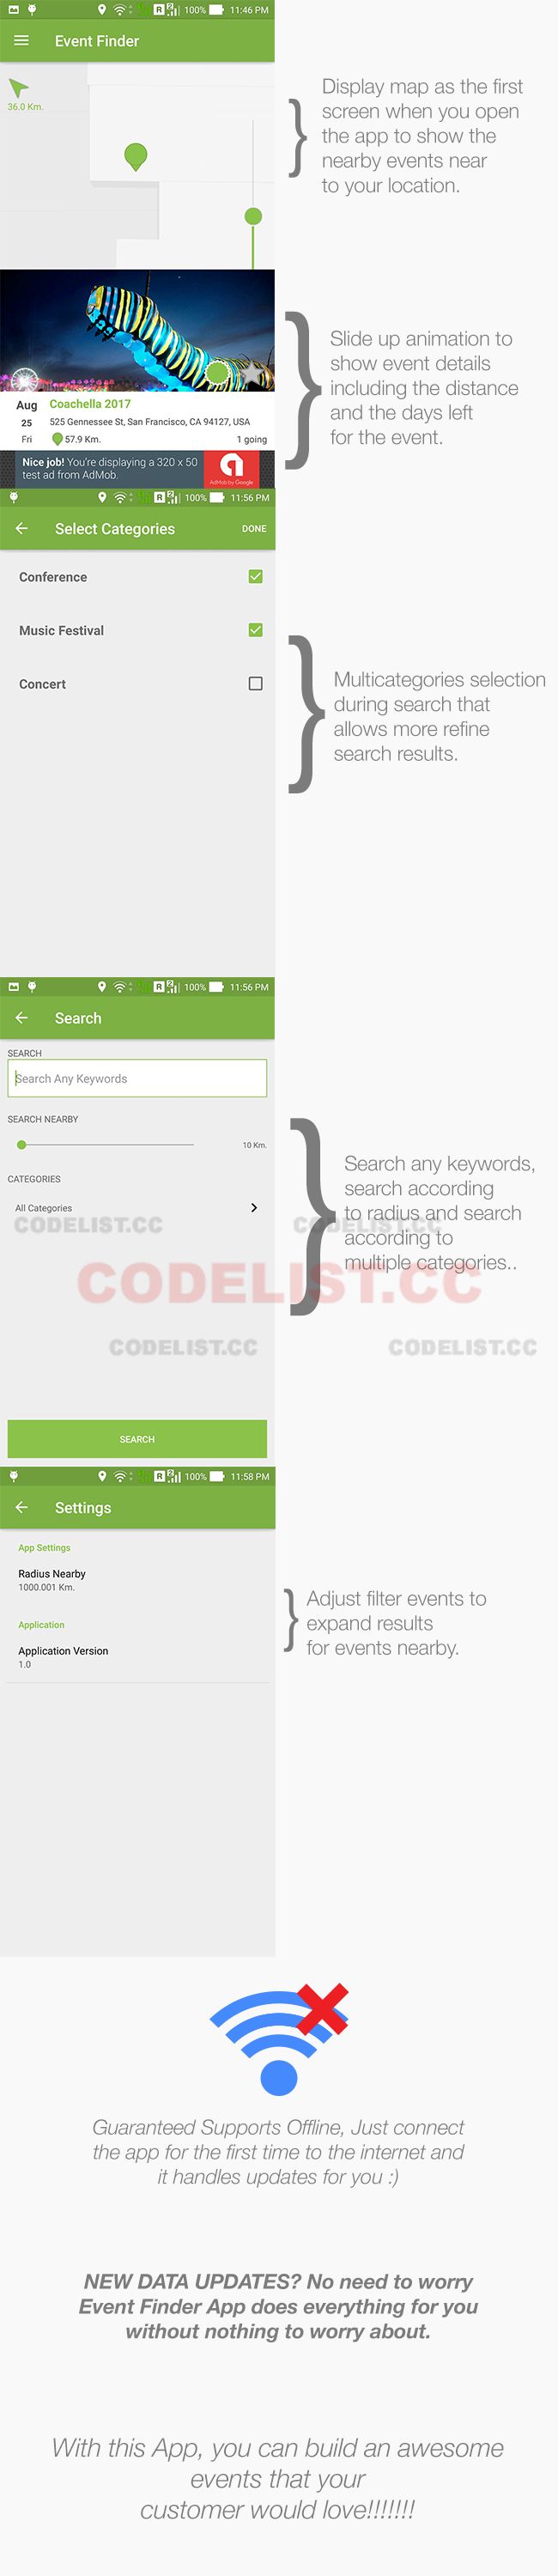 100% 11:46 PM
Event Finder
36.0 Km.
Display map as the first
screen when you open
the app to show the
nearby events near
to your location.
Slide up animation to
show event details
including the distance
and the days left
for the event.
Aug
25
Fri
Coachella 2017
525 Gennessee St, San Francisco, CA 94127, USA
57.9 Km.
1 going
Nice job! You're displaying a 320 x 50
test ad from AdMob.
AdMob by Google
R 2 100% 11:56 PM
Select Categories
DONE
Conference
Music Festival
Concert
Multicategories selection
during search that
allows more refine
search results.
R 2 100% 11:56 PM
Search
SEARCH
Search Any Keywords
SEARCH NEARBY
10 Km.
CATEGORIES
All Categories
Search any keywords,
search according
to radius and search
according to
multiple categories..
CODELIST.CC
CODELIST.CC
CODELIST.CC
CODELIST.CC
CODELIST.CC
SEARCH
R 2 100% 11:58 PM
Settings
App Settings
Radius Nearby
1000.001 Km.
Application
Application Version
1.0
Adjust filter events to
expand results
for events nearby.
Guaranteed Supports Offline, Just connect
the app for the first time to the internet and
it handles updates for you :)
NEW DATA UPDATES? No need to worry
Event Finder App does everything for you
without nothing to worry about.
With this App, you can build an awesome
events that your
customer would love!!!!!!!